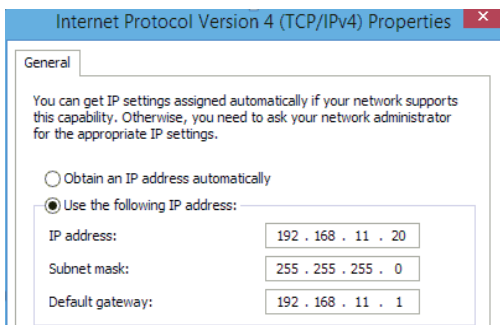 Internet Protocol Version 4 (TCP/IPv4) Properties
General
You can get IP settings assigned automatically if your network supports
this capability. Otherwise, you need to ask your network administrator
for the appropriate IP settings.
Obtain an IP address automatically
Use the following IP address:
IP address: 192 . 168 . 11 . 20
Subnet mask: 255 . 255 . 255 . 0
Default gateway: 192 . 168 . 11 . 1